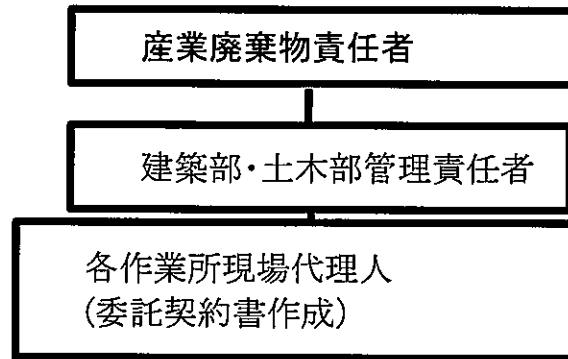 産業廃棄物責任者
建築部・土木部管理責任者
各作業所現場代理人
(委託契約書作成)